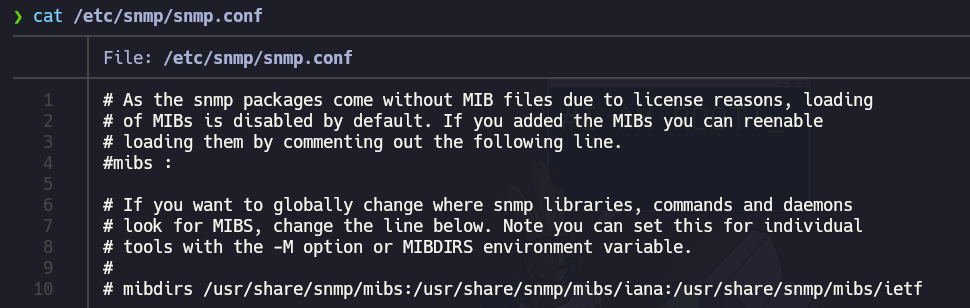 ❯ cat /etc/snmp/snmp.conf
File: /etc/snmp/snmp.conf
1 # As the snmp packages come without MIB files due to license reasons, loading
2 # of MIBs is disabled by default. If you added the MIBs you can reenable
3 # loading them by commenting out the following line.
4 #mibs :
5
6 # If you want to globally change where snmp libraries, commands and daemons
7 # look for MIBS, change the line below. Note you can set this for individual
8 # tools with the -M option or MIBDIRS environment variable.
9 #
10 # mibdirs /usr/share/snmp/mibs:/usr/share/snmp/mibs/iana:/usr/share/snmp/mibs/ietf